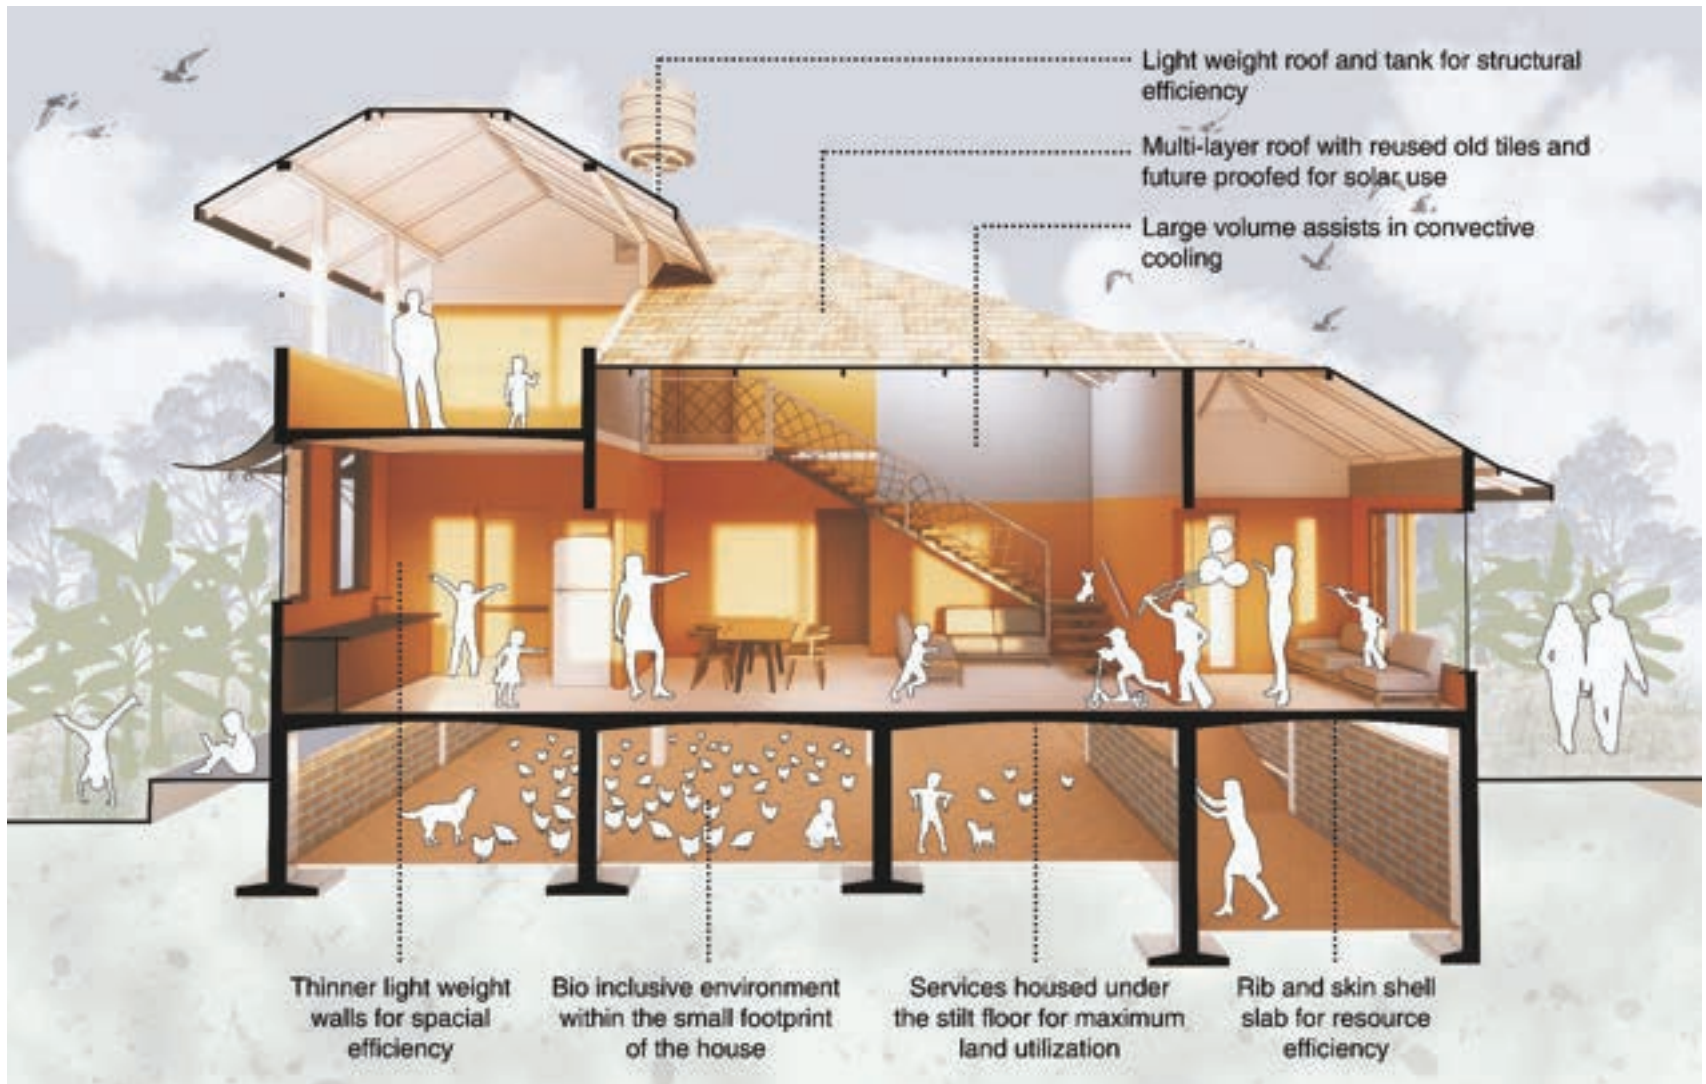 Light weight roof and tank for structural
efficiency
Multi-layer roof with reused old tiles and
future proofed for solar use
Large volume assists in convective
cooling
Thinner light weight
walls for spacial
efficiency
Bio inclusive environment
within the small footprint
of the house
Services housed under
the stilt floor for maximum
land utilization
Rib and skin shell
slab for resource
efficiency